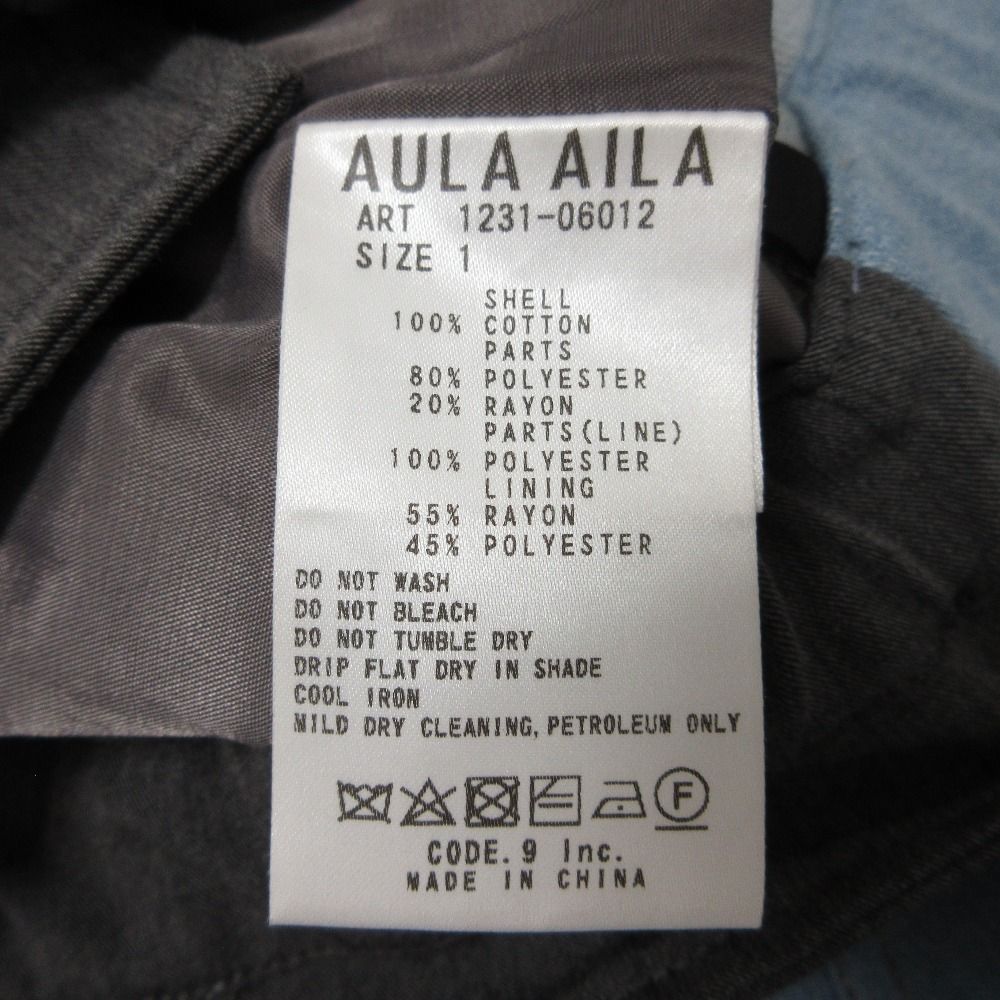 AULA AILA
ART 1231-06012
SIZE 1
SHELL
100% COTTON
PARTS
80% POLYESTER
20% RAYON
PARTS(LINE)
100% POLYESTER
LINING
55% RAYON
45% POLYESTER
DO NOT WASH
DO NOT BLEACH
DO NOT TUMBLE DRY
DRIP FLAT DRY IN SHADE
COOL IRON
MILD DRY CLEANING, PETROLEUM ONLY
F
CODE.9 Inc.
MADE IN CHINA